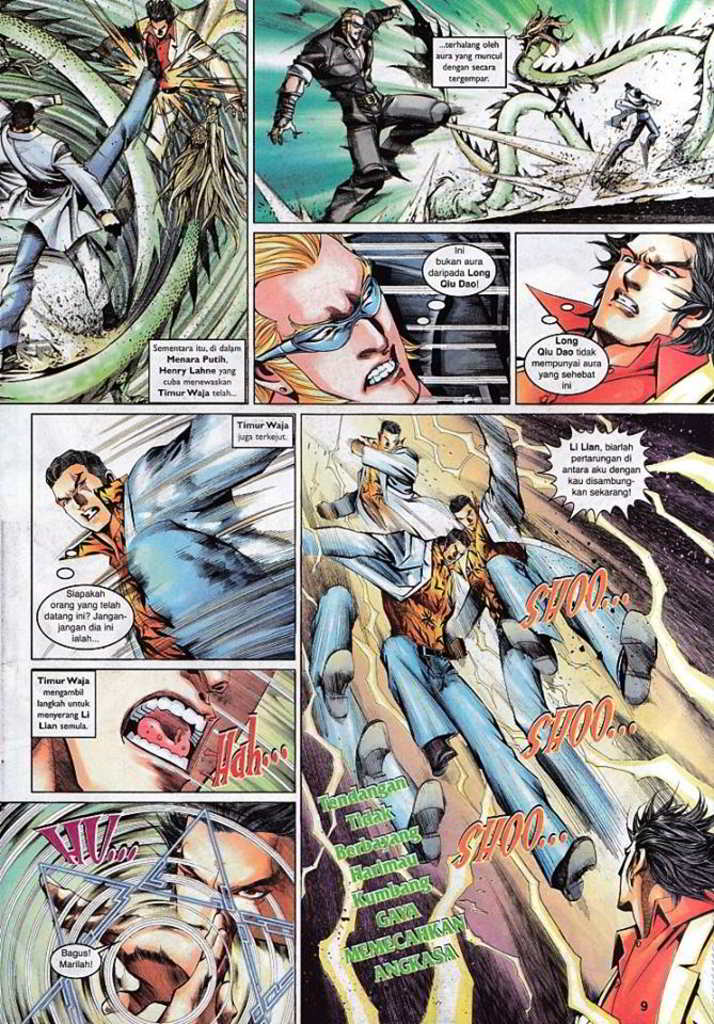 Sementara itu, di dalam
Menara Putih,
Henry Lahne yang
cuba menewaskan
Timur Waja telah...
...terhalang oleh
aura yang muncul
dengan secara
tergempar.
Ini
bukan aura
daripada Long
Qiu Dao!
Long
Qiu Dao tidak
mempunyai aura
yang sehebat
ini
Timur Waja
juga terkejut.
Siapakah
orang yang telah
datang ini? Jangan-
jangan dia ini
ialah...
Timur Waja
mengambil
langkah untuk
menyerang Li
Lian semula.
Hah...
HU...
Bagus!
Marilah!
Li Lian, biarlah
pertarungan di
antara aku dengan
kau disambung-
kan sekarang!
SHOO...
SHOO...
SHOO...
Tendangan
Tidak
Berbayang
Harimau
Kumbang
GAYA
MEMECAHKAN
ANGKASA
9